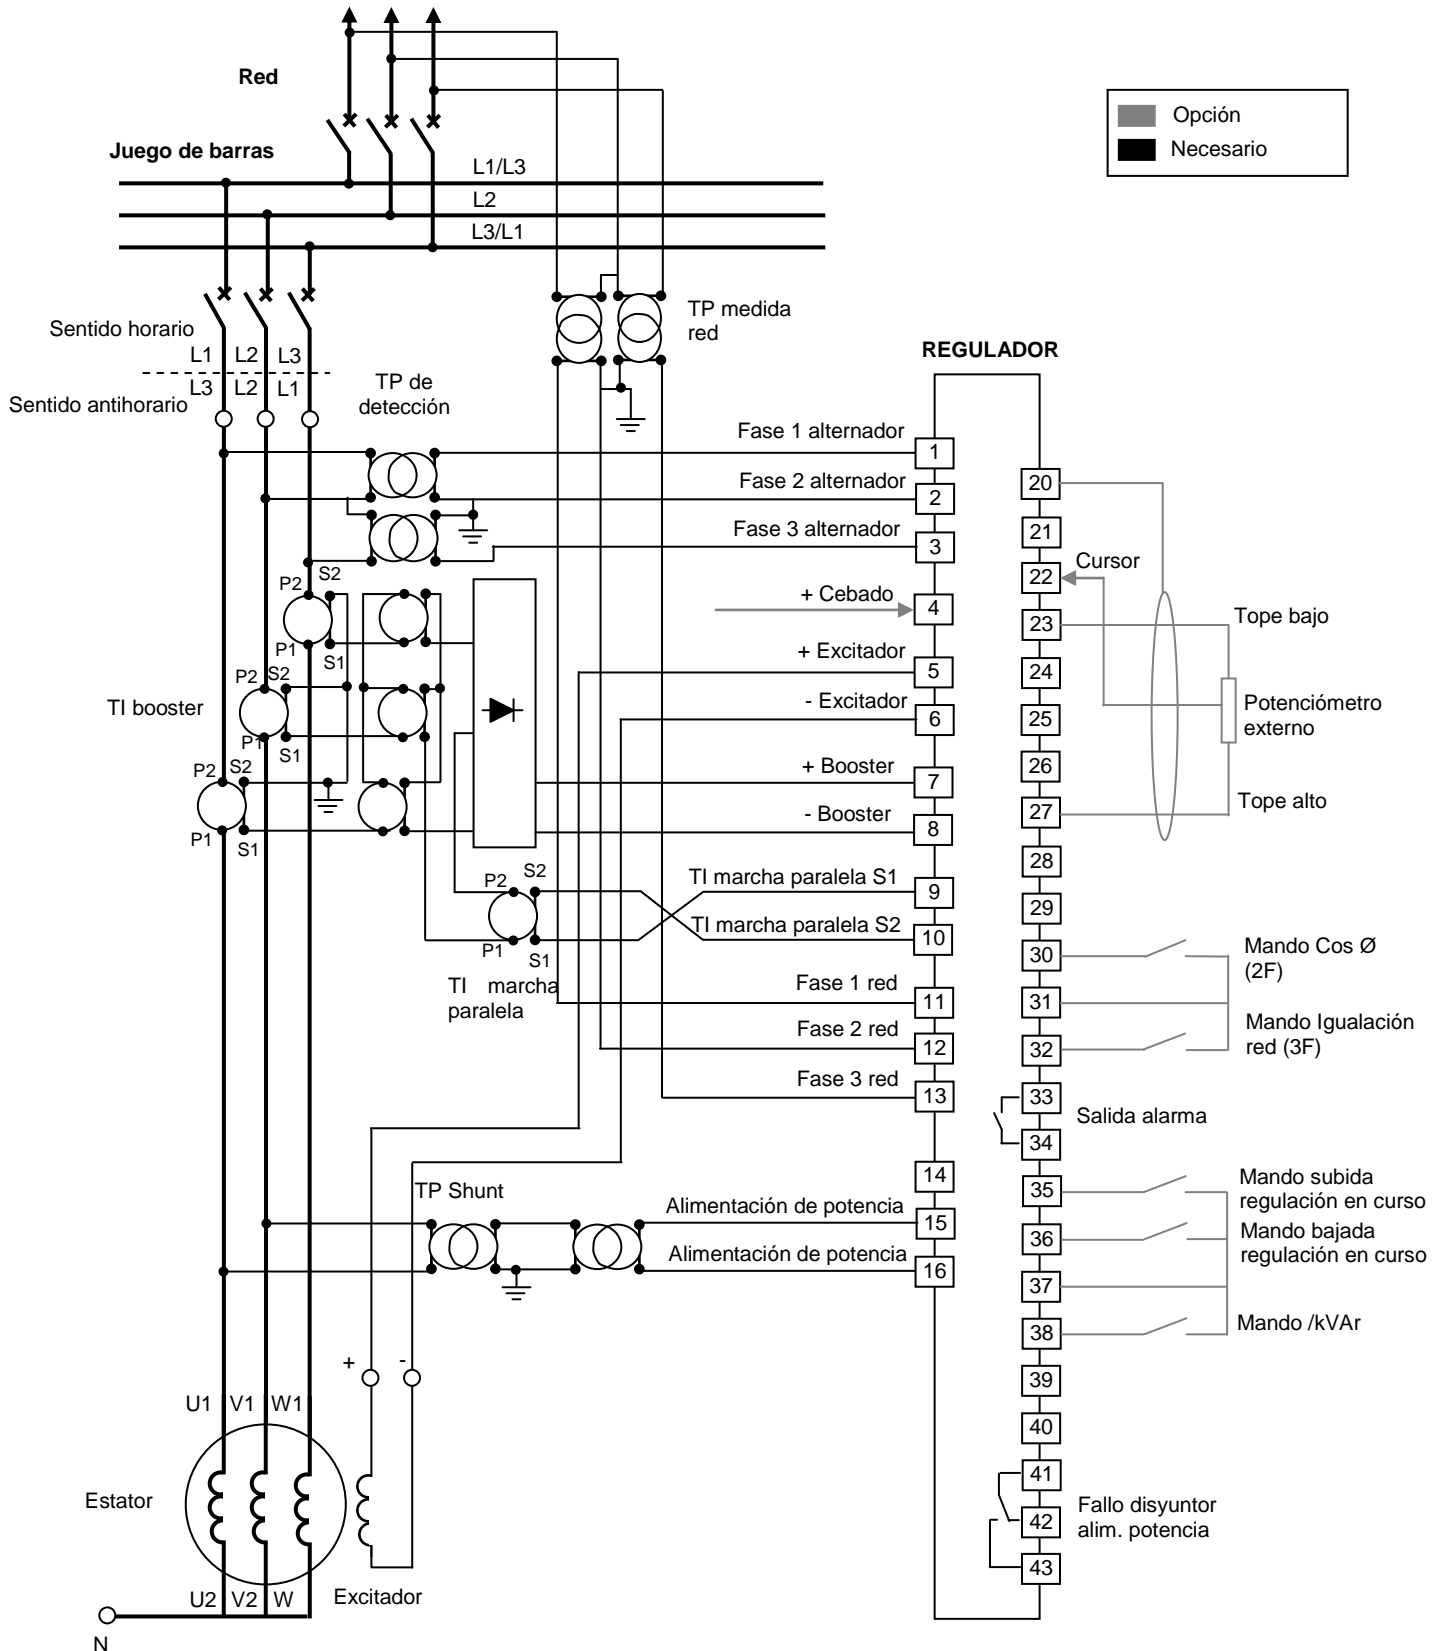 Red
Juego de barras
L1/L3
L2
L3/L1
Opción
Necesario
Sentido horario
L1 L2 L3
L3 L2 L1
Sentido antihorario
TP de
detección
TP medida
red
REGULADOR
Fase 1 alternador
1
Fase 2 alternador
2
Fase 3 alternador
3
+ Cebado
4
+ Excitador
5
- Excitador
6
+ Booster
7
- Booster
8
TI marcha paralela S1
9
TI marcha paralela S2
10
Fase 1 red
11
Fase 2 red
12
Fase 3 red
13
14
Alimentación de potencia
15
Alimentación de potencia
16
P2 S2
P1 S1
P2 S2
P1 S1
P2 S2
P1 S1
TI booster
P2 S2
P1 S1
TI marcha
paralela
TP Shunt
+ -
U1 V1 W1
Estator
U2 V2 W
Excitador
N
20
21
22
Cursor
23
Tope bajo
24
25
Potenciómetro
externo
26
27
Tope alto
28
29
30
Mando Cos Ø
(2F)
31
32
Mando Igualación
red (3F)
33
Salida alarma
34
35
Mando subida
regulación en curso
36
Mando bajada
regulación en curso
37
38
Mando /kVAr
39
40
41
42
Fallo disyuntor
alim. potencia
43